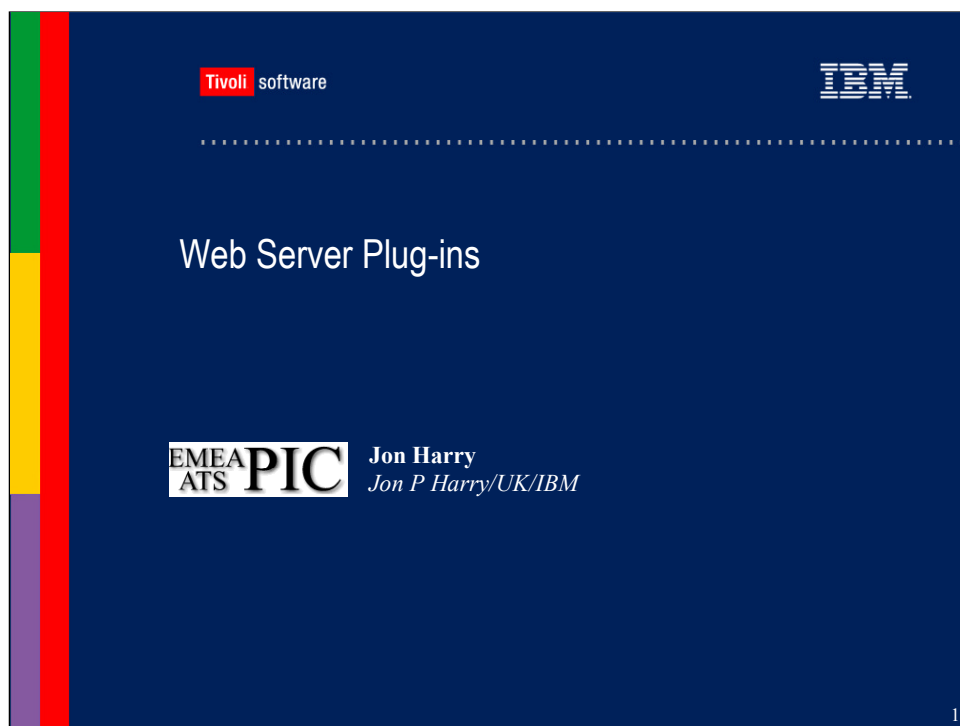 Tivoli software
IBM
Web Server Plug-ins
EMEA
ATS PIC
Jon Harry
Jon P Harry/UK/IBM
1